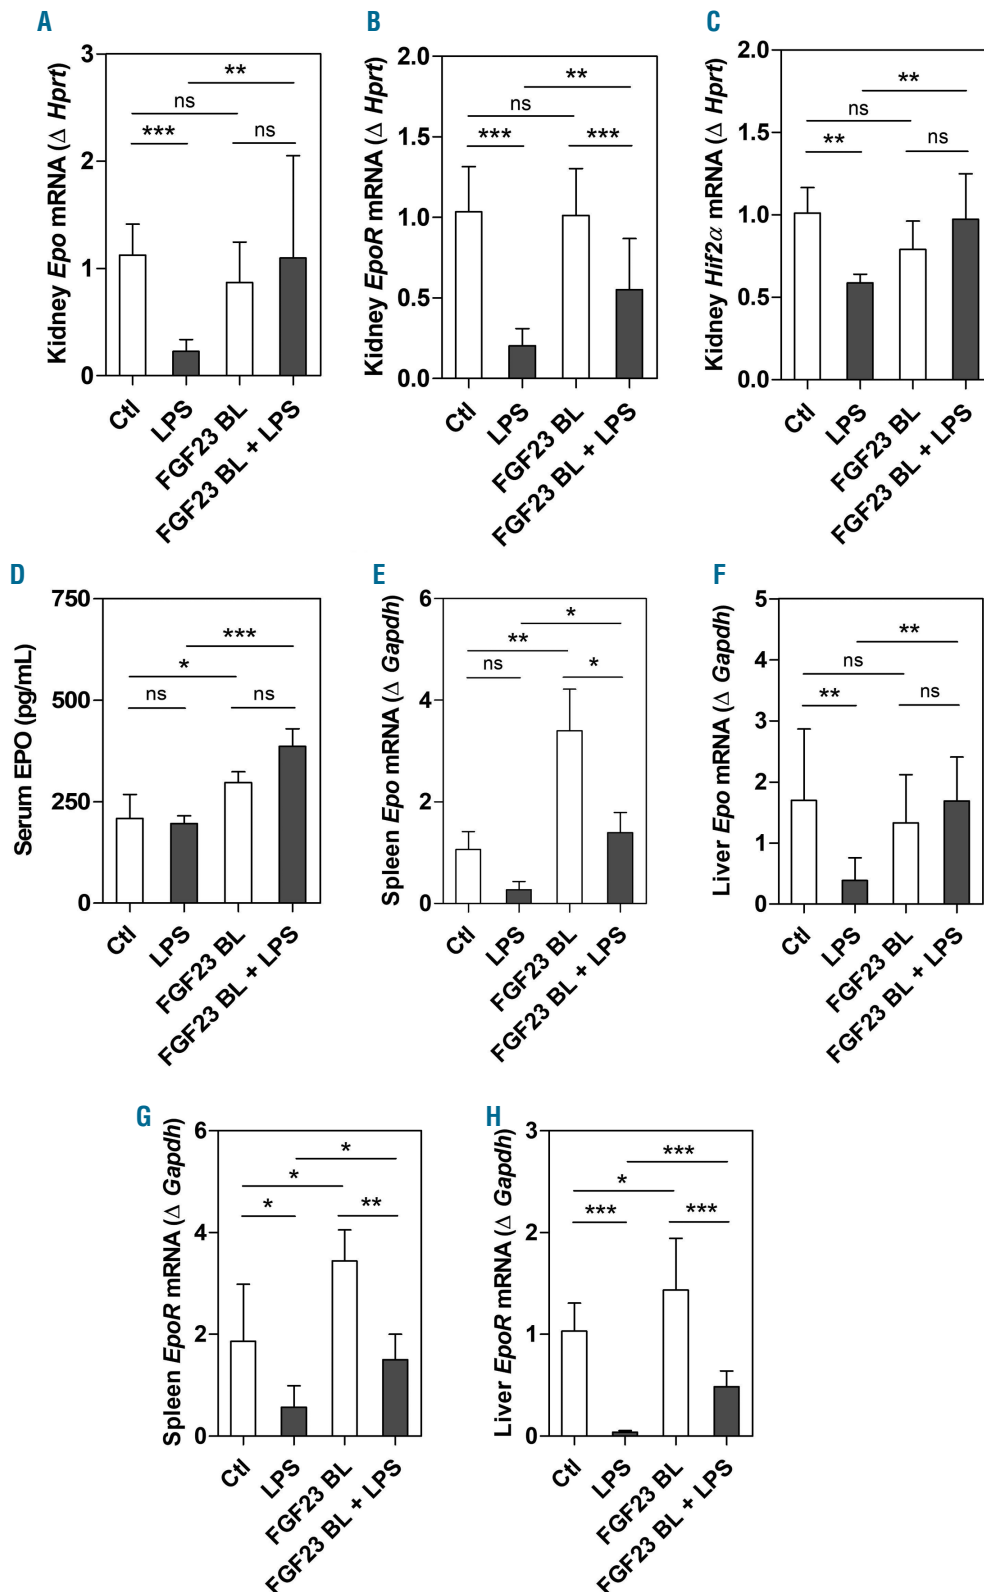 A
Kidney Epo mRNA (Δ Hprt)
3
2
1
0
**
ns
***
ns
Ctl
LPS
FGF23 BL
FGF23 BL + LPS
B
Kidney EpoR mRNA (Δ Hprt)
2.0
1.5
1.0
0.5
0.0
**
ns
***
***
Ctl
LPS
FGF23 BL
FGF23 BL + LPS
C
Kidney Hif2α mRNA (Δ Hprt)
2.0
1.5
1.0
0.5
0.0
**
ns
**
ns
Ctl
LPS
FGF23 BL
FGF23 BL + LPS
D
Serum EPO (pg/mL)
750
500
250
0
***
*
ns
ns
Ctl
LPS
FGF23 BL
FGF23 BL + LPS
E
Spleen Epo mRNA (Δ Gapdh)
6
4
2
0
*
**
ns
*
Ctl
LPS
FGF23 BL
FGF23 BL + LPS
F
Liver Epo mRNA (Δ Gapdh)
5
4
3
2
1
0
**
ns
**
ns
Ctl
LPS
FGF23 BL
FGF23 BL + LPS
G
Spleen EpoR mRNA (Δ Gapdh)
6
4
2
0
*
*
*
**
Ctl
LPS
FGF23 BL
FGF23 BL + LPS
H
Liver EpoR mRNA (Δ Gapdh)
3
2
1
0
***
*
***
***
Ctl
LPS
FGF23 BL
FGF23 BL + LPS